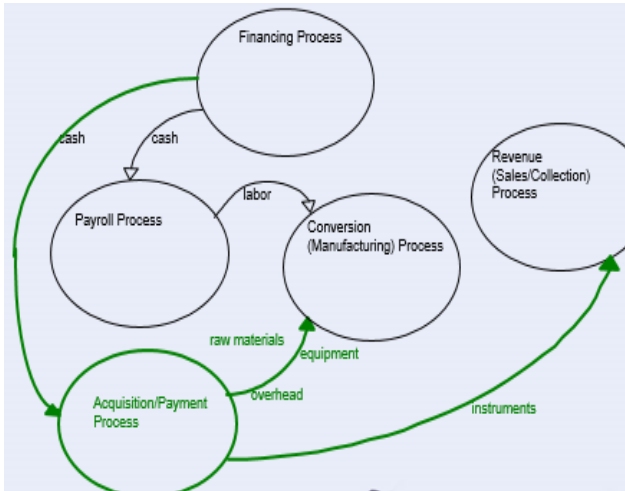 Financing Process
cash
cash
Revenue
(Sales/Collection)
Process
labor
Payroll Process
Conversion
(Manufacturing) Process
raw materials
equipment
overhead
Acquisition/Payment
Process
instruments